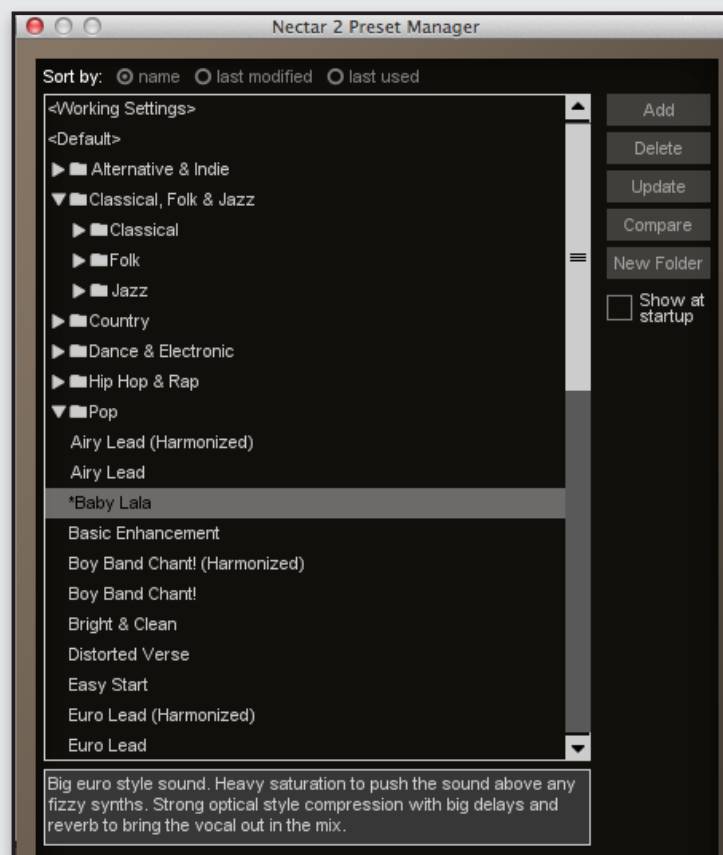 Nectar 2 Preset Manager
Sort by: name last modified last used
<Working Settings>
<Default>
Alternative & Indie
Classical, Folk & Jazz
Classical
Folk
Jazz
Country
Dance & Electronic
Hip Hop & Rap
Pop
Airy Lead (Harmonized)
Airy Lead
*Baby Lala
Basic Enhancement
Boy Band Chant! (Harmonized)
Boy Band Chant!
Bright & Clean
Distorted Verse
Easy Start
Euro Lead (Harmonized)
Euro Lead
Add
Delete
Update
Compare
New Folder
Show at
startup
Big euro style sound. Heavy saturation to push the sound above any
fizzy synths. Strong optical style compression with big delays and
reverb to bring the vocal out in the mix.